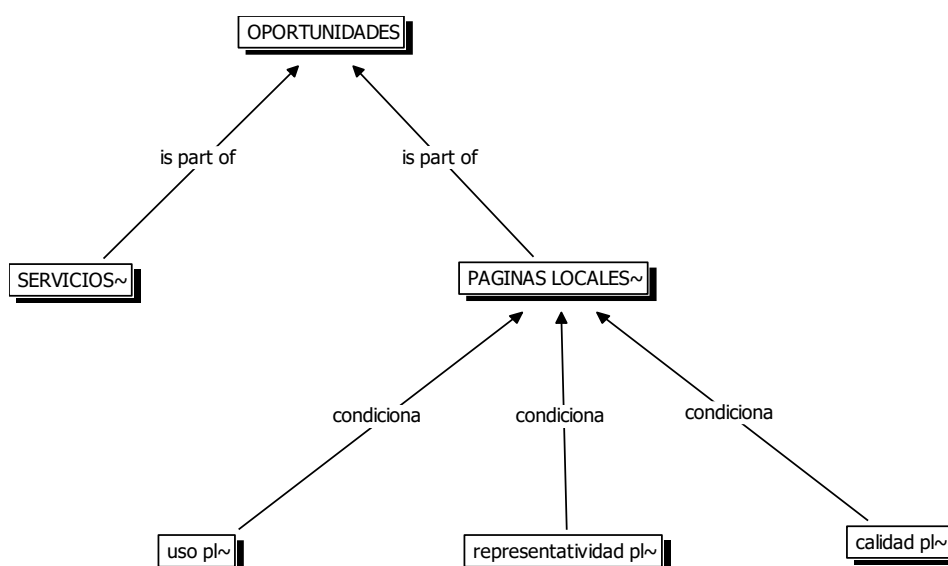 OPORTUNIDADES
is part of
is part of
SERVICIOS~
PAGINAS LOCALES~
condiciona
condiciona
condiciona
uso pl~
representatividad pl~
calidad pl~